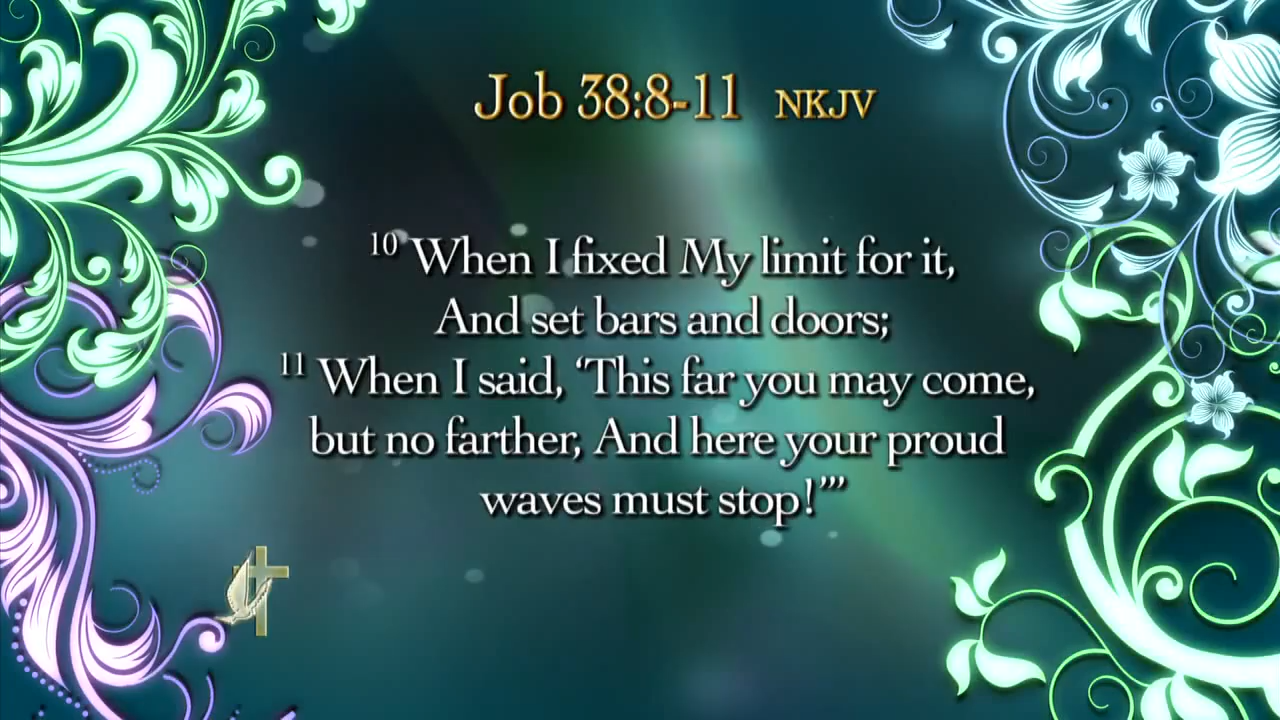 Job 38:8-11 NKJV
10 When I fixed My limit for it,
And set bars and doors;
11 When I said, ‘This far you may come,
but no farther, And here your proud
waves must stop!’”